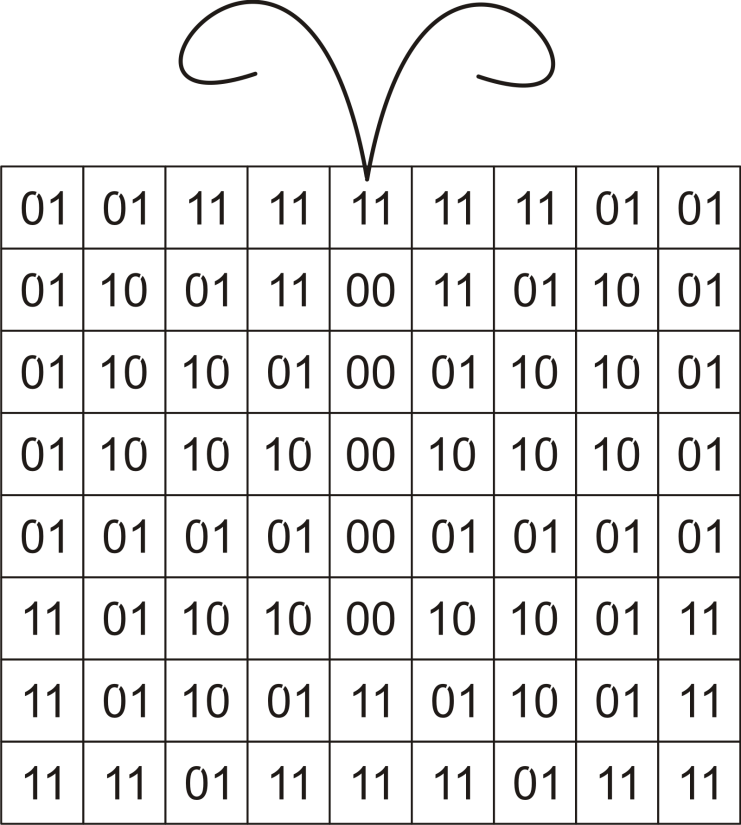 01 01 11 11 11 11 11 01 01
01 10 01 11 00 11 01 10 01
01 10 10 01 00 01 10 10 01
01 10 10 10 00 10 10 10 01
01 01 01 01 00 01 01 01 01
11 01 10 10 00 10 10 01 11
11 01 10 01 11 01 10 01 11
11 11 01 11 11 11 01 11 11